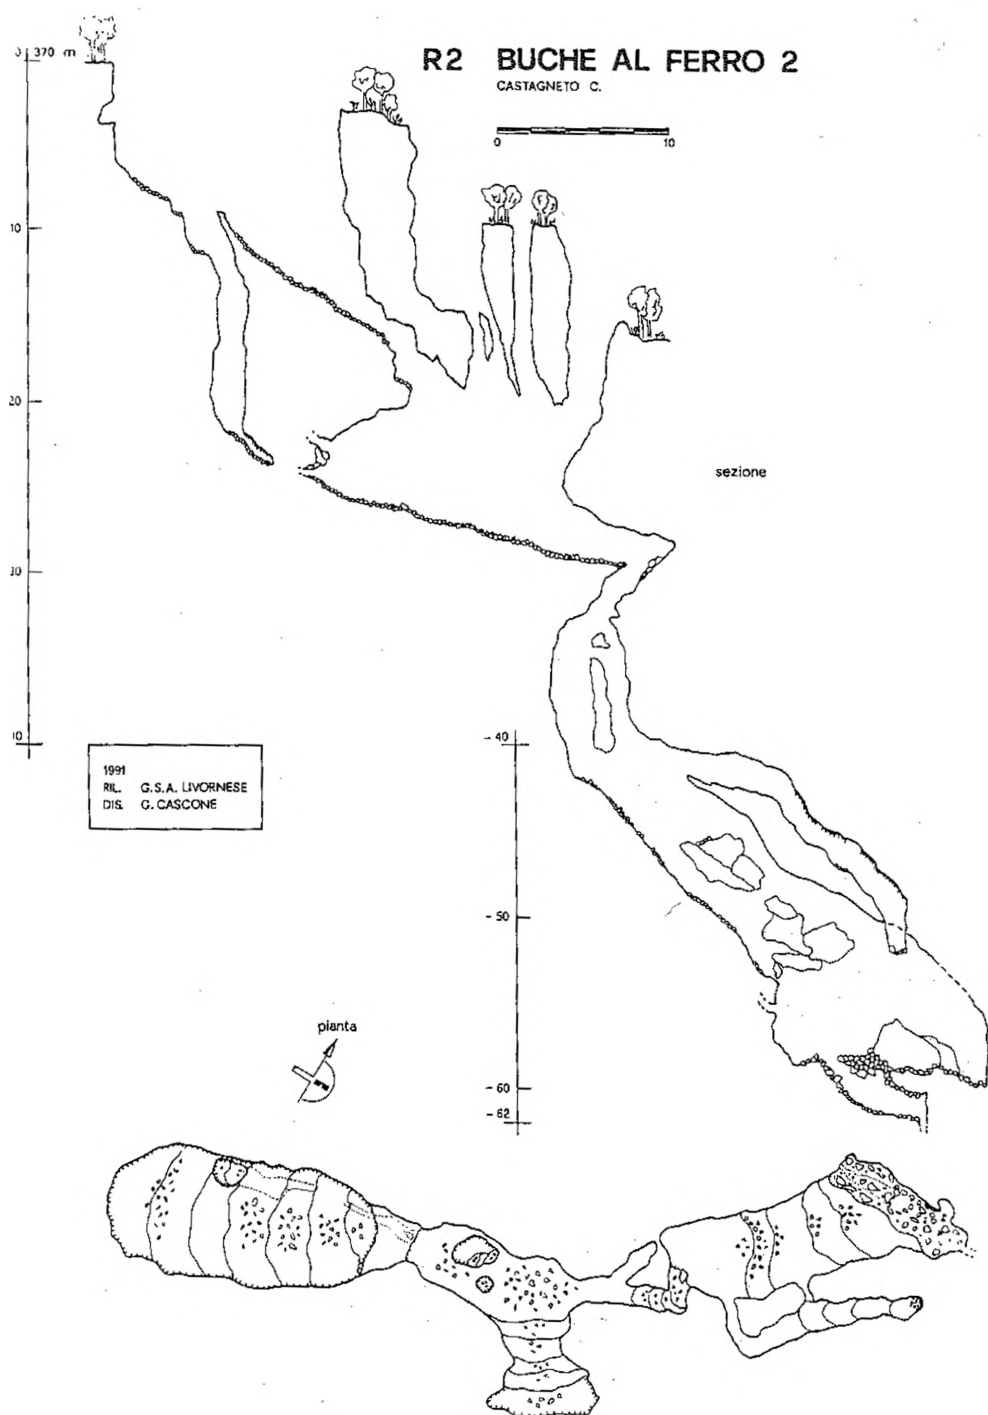 R2 BUCHE AL FERRO 2
CASTAGNETO C.
0 10
0 370 m
10
20
30
sezione
1991
RIL. G.S.A. LIVORNESE
DIS. G. CASCONE
- 40
- 50
pianta
- 60
- 62